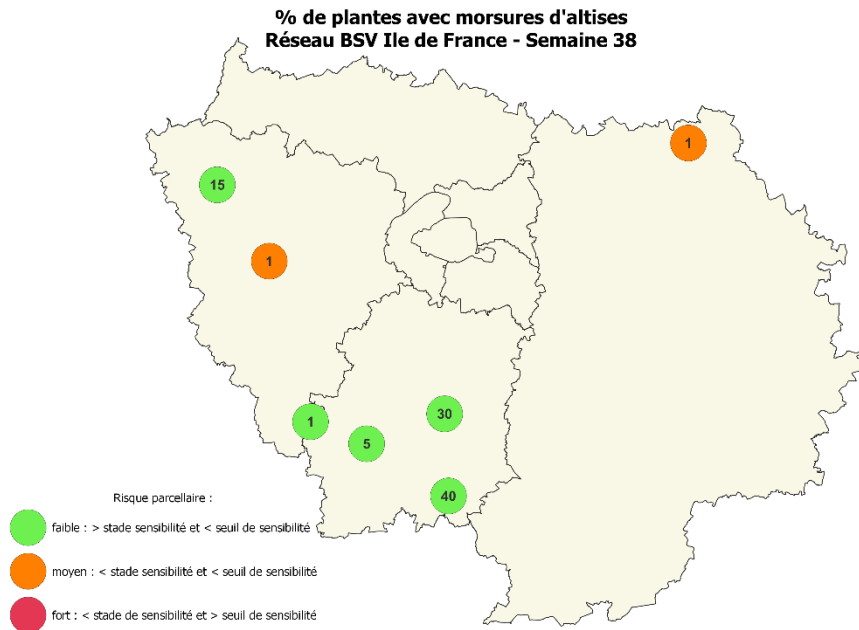 % de plantes avec morsures d'altises
Réseau BSV Ile de France - Semaine 38
1
15
1
1
30
5
40
Risque parcellaire :
faible : > stade sensibilité et < seuil de sensibilité
moyen : < stade sensibilité et < seuil de sensibilité
fort : < stade de sensibilité et > seuil de sensibilité